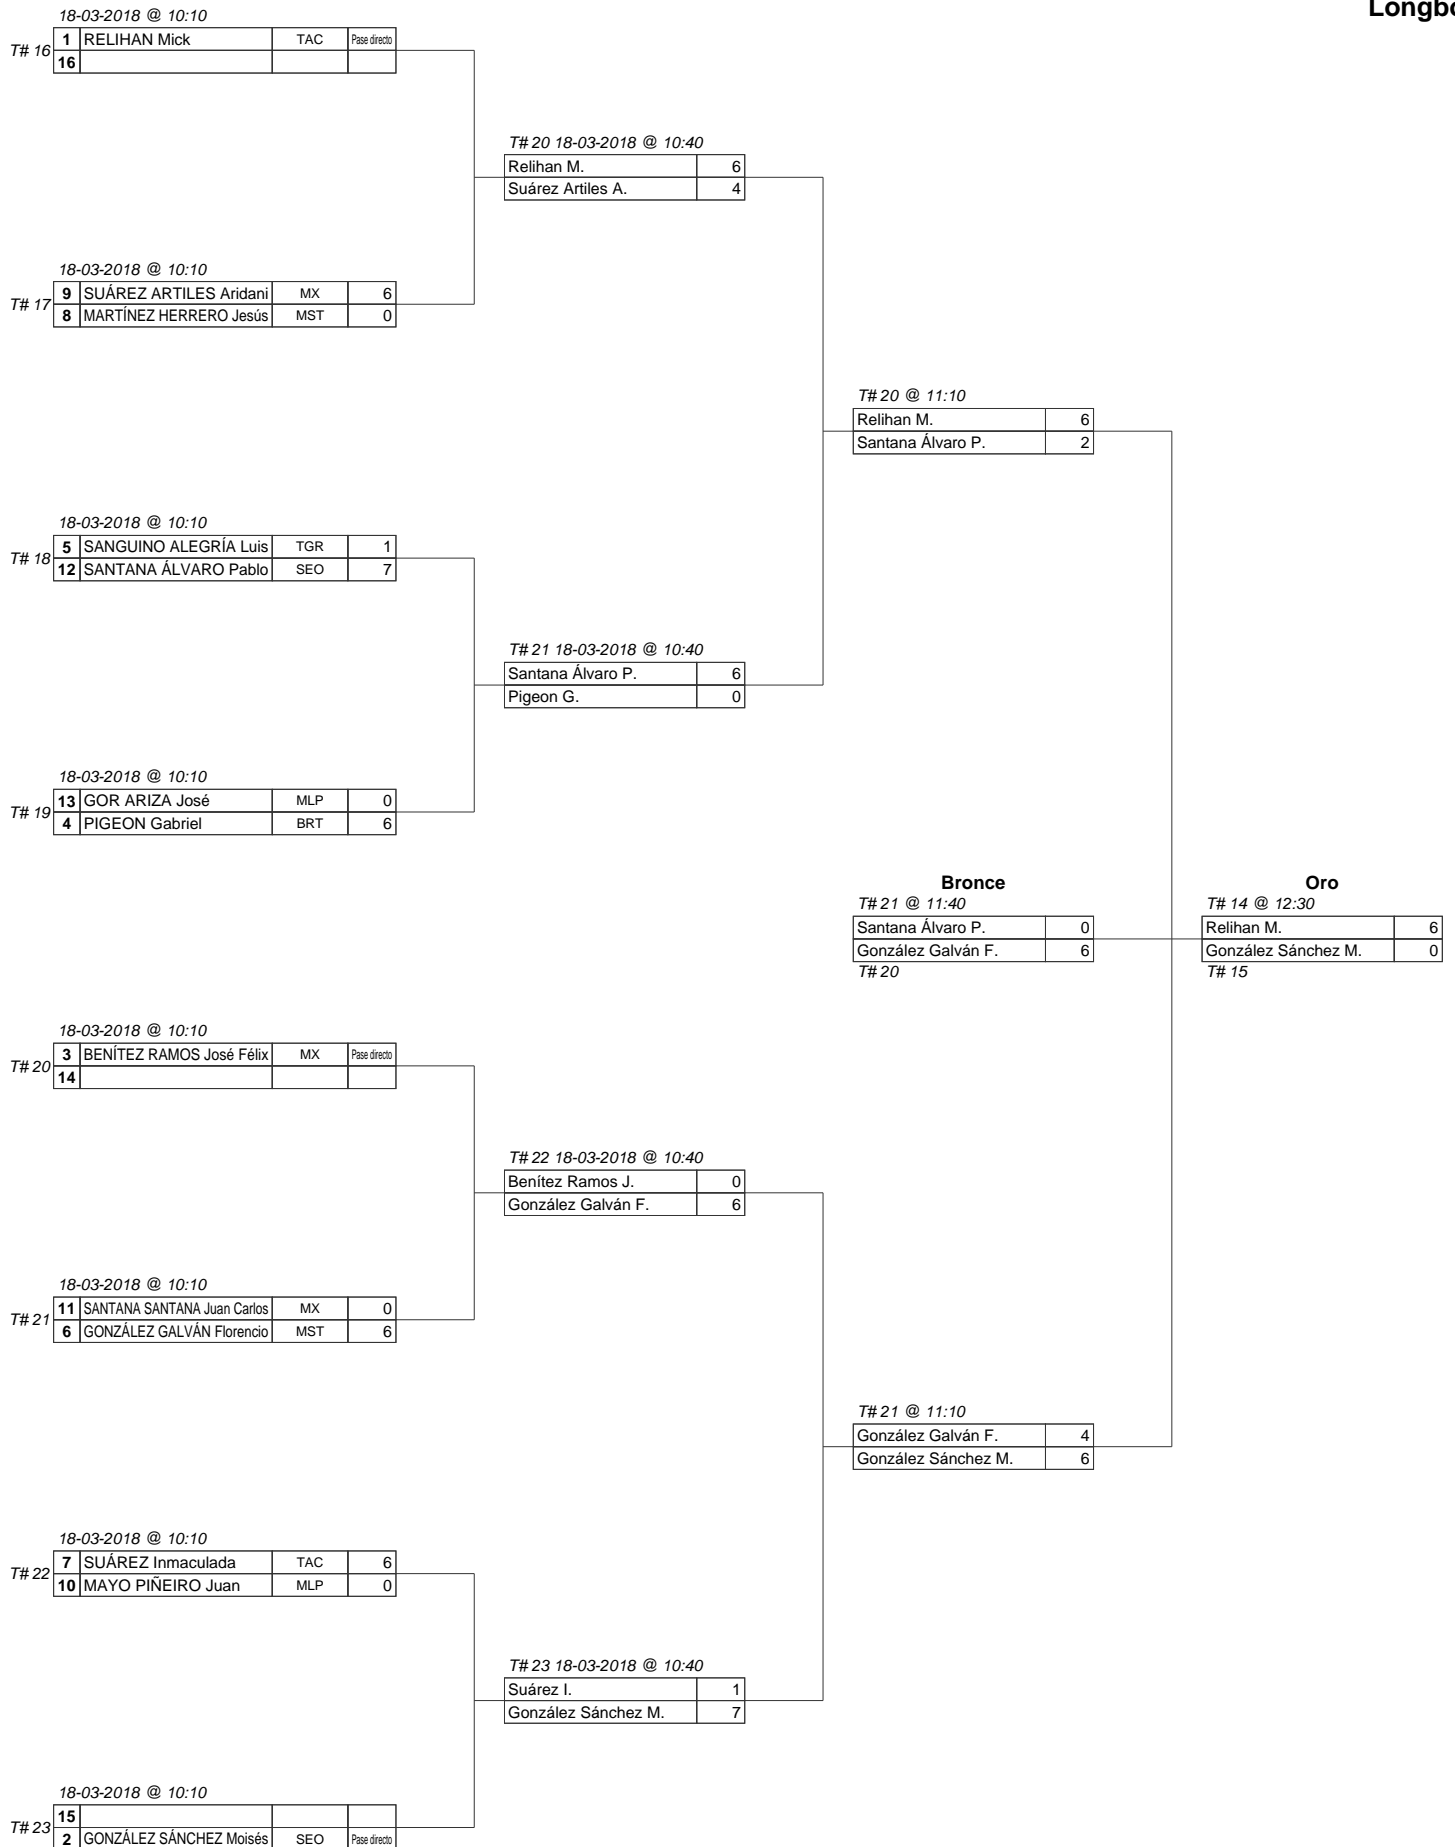 Longbo
18-03-2018 @ 10:10
T# 16
1 RELIHAN Mick TAC Pase directo
16
T# 20 18-03-2018 @ 10:40
Relihan M. 6
Suárez Artiles A. 4
18-03-2018 @ 10:10
T# 17
9 SUÁREZ ARTILES Aridani MX 6
8 MARTÍNEZ HERRERO Jesús MST 0
T# 20 @ 11:10
Relihan M. 6
Santana Álvaro P. 2
18-03-2018 @ 10:10
T# 18
5 SANGUINO ALEGRÍA Luis TGR 1
12 SANTANA ÁLVARO Pablo SEO 7
T# 21 18-03-2018 @ 10:40
Santana Álvaro P. 6
Pigeon G. 0
18-03-2018 @ 10:10
T# 19
13 GOR ARIZA José MLP 0
4 PIGEON Gabriel BRT 6
Bronce
T# 21 @ 11:40
Santana Álvaro P. 0
González Galván F. 6
T# 20
Oro
T# 14 @ 12:30
Relihan M. 6
González Sánchez M. 0
T# 15
18-03-2018 @ 10:10
T# 20
3 BENÍTEZ RAMOS José Félix MX Pase directo
14
T# 22 18-03-2018 @ 10:40
Benítez Ramos J. 0
González Galván F. 6
18-03-2018 @ 10:10
T# 21
11 SANTANA SANTANA Juan Carlos MX 0
6 GONZÁLEZ GALVÁN Florencio MST 6
T# 21 @ 11:10
González Galván F. 4
González Sánchez M. 6
18-03-2018 @ 10:10
T# 22
7 SUÁREZ Inmaculada TAC 6
10 MAYO PIÑEIRO Juan MLP 0
T# 23 18-03-2018 @ 10:40
Suárez I. 1
González Sánchez M. 7
18-03-2018 @ 10:10
T# 23
15
2 GONZÁLEZ SÁNCHEZ Moisés SEO Pase directo